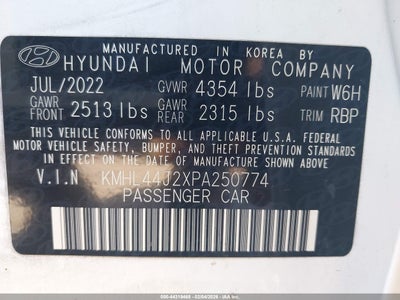 MANUFACTURED IN KOREA BY
HYUNDAI MOTOR COMPANY
JUL/2022 GVWR 4354 lbs PAINT W6H
GAWR FRONT 2513 lbs GAWR REAR 2315 lbs TRIM RBP
THIS VEHICLE CONFORMS TO ALL APPLICABLE U.S.A. FEDERAL
MOTOR VEHICLE SAFETY, BUMPER, AND THEFT PREVENTION
STANDARDS IN EFFECT ON THE DATE OF MANUFACTURE SHOWN ABOVE.
V.I.N KMHL44J2XPA250774
PASSENGER CAR